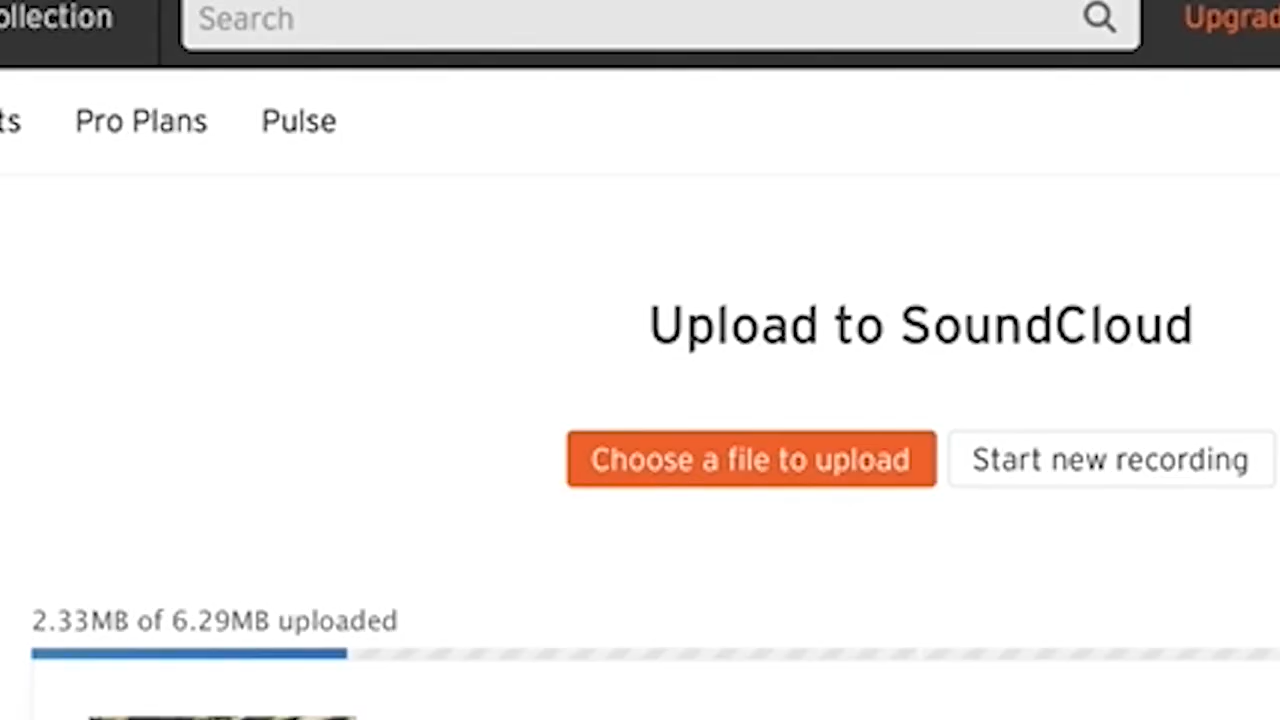 ollection
Search
Upgrad
ts
Pro Plans
Pulse
Upload to SoundCloud
Choose a file to upload
Start new recording
2.33MB of 6.29MB uploaded